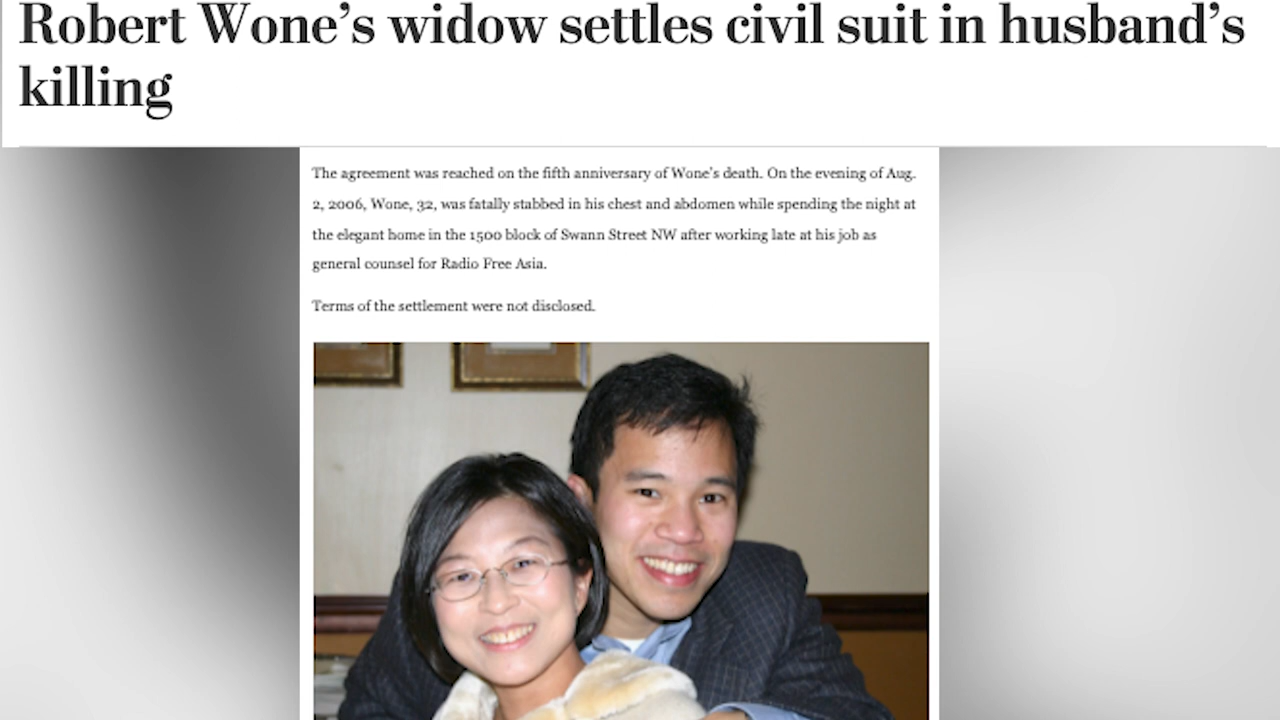 Robert Wone’s widow settles civil suit in husband’s
killing
The agreement was reached on the fifth anniversary of Wone’s death. On the evening of Aug.
2, 2006, Wone, 32, was fatally stabbed in his chest and abdomen while spending the night at
the elegant home in the 1500 block of Swann Street NW after working late at his job as
general counsel for Radio Free Asia.
Terms of the settlement were not disclosed.